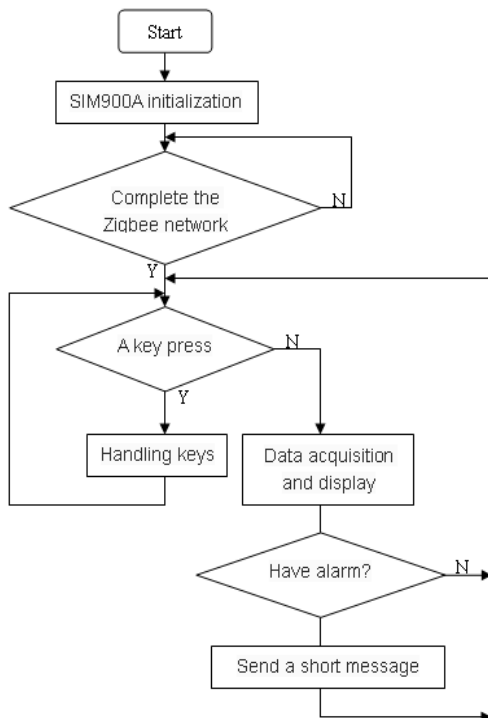 Start
SIM900A initialization
Complete the
Zigbee network
N
Y
A key press
N
Y
Handling keys
Data acquisition
and display
Have alarm?
N
Send a short message